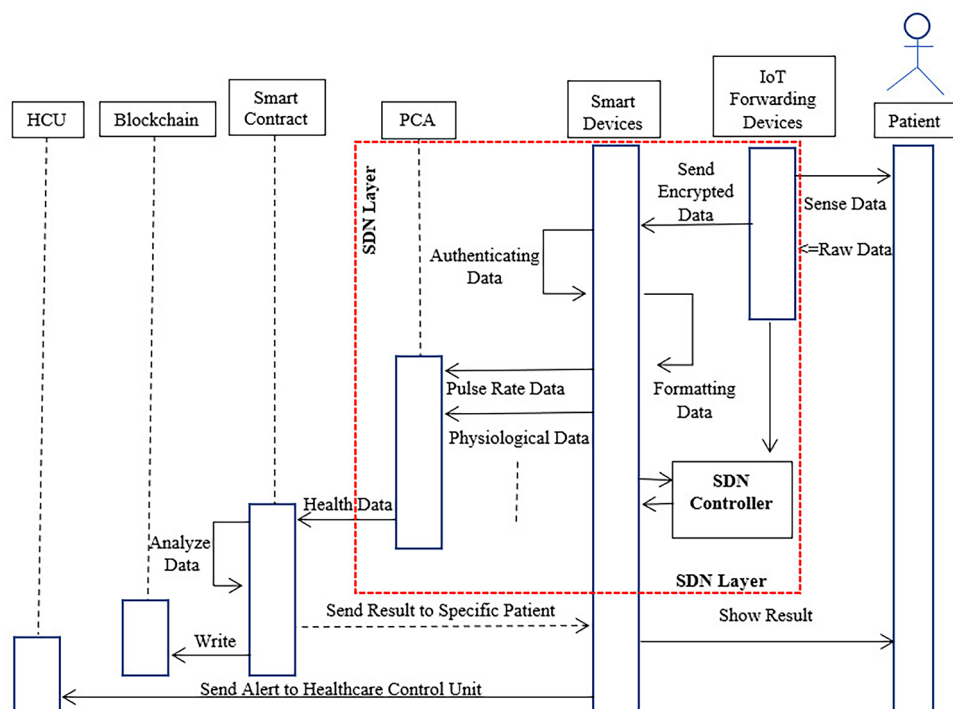 HCU
Blockchain
Smart
Contract
PCA
Smart
Devices
IoT
Forwarding
Devices
Patient
SDN Layer
Send
Encrypted
Data
Sense Data
<=Raw Data
Authenticating
Data
Formatting
Data
Pulse Rate Data
Physiological Data
SDN
Controller
Health Data
Analyze
Data
SDN Layer
Send Result to Specific Patient
Show Result
Write
Send Alert to Healthcare Control Unit